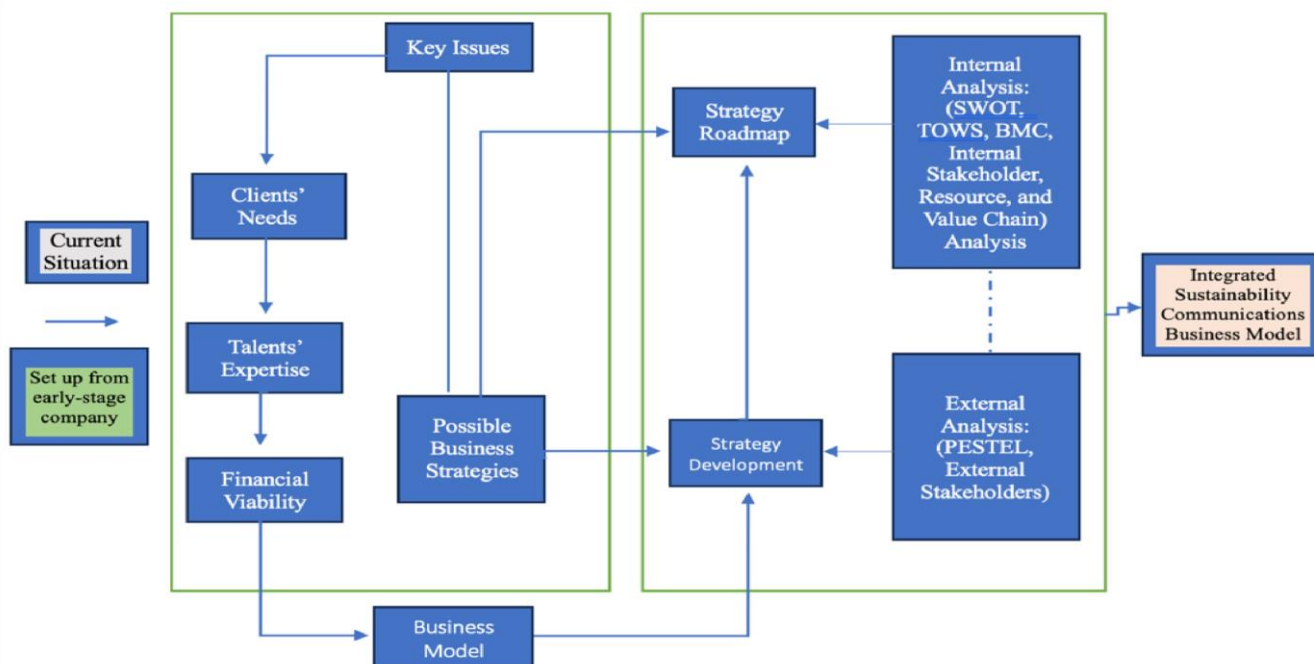 Current
Situation
Set up from
early-stage
company
Key Issues
Clients'
Needs
Talents'
Expertise
Financial
Viability
Possible
Business
Strategies
Business
Model
Strategy
Roadmap
Strategy
Development
Internal
Analysis:
(SWOT,
TOWS, BMC,
Internal
Stakeholder,
Resource, and
Value Chain)
Analysis
External
Analysis:
(PESTEL,
External
Stakeholders)
Integrated
Sustainability
Communications
Business Model